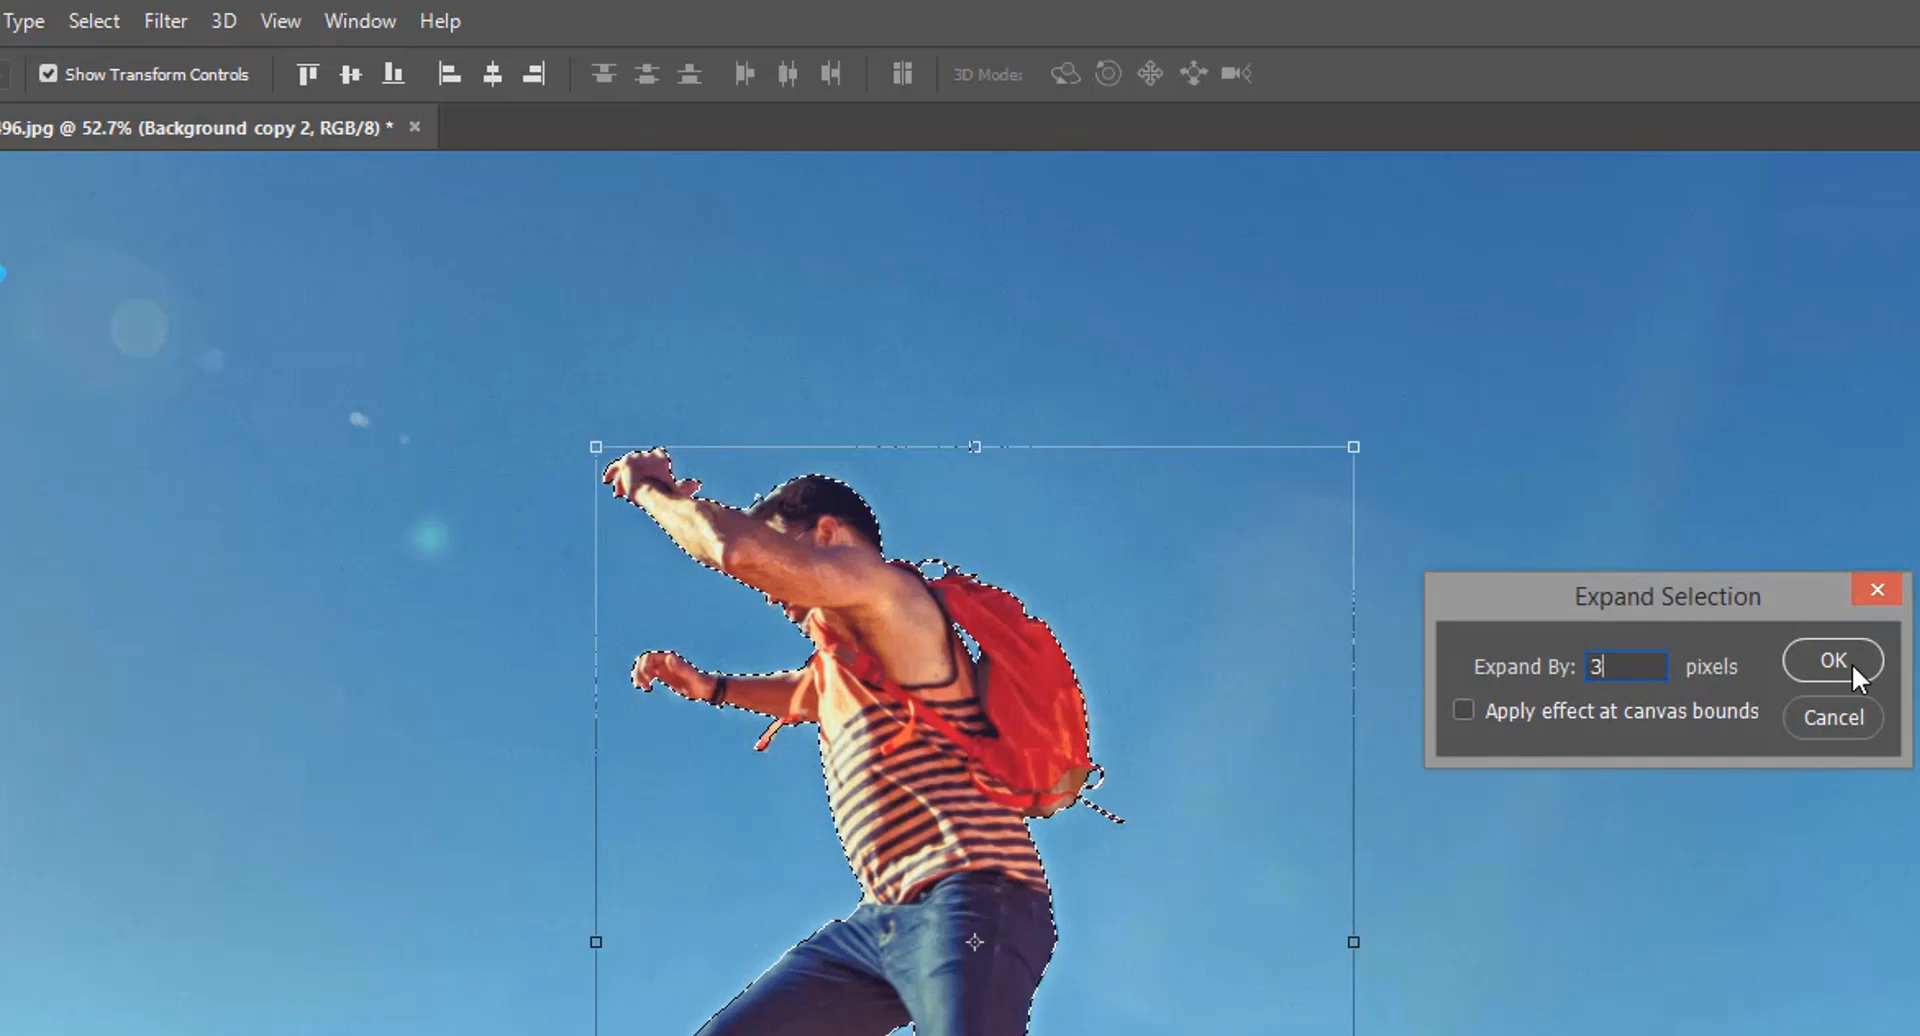 Type Select Filter 3D View Window Help
Show Transform Controls 3D Mode:
96.jpg @ 52.7% (Background copy 2, RGB/8) * ×
Expand Selection
Expand By: 3 pixels OK
Apply effect at canvas bounds Cancel